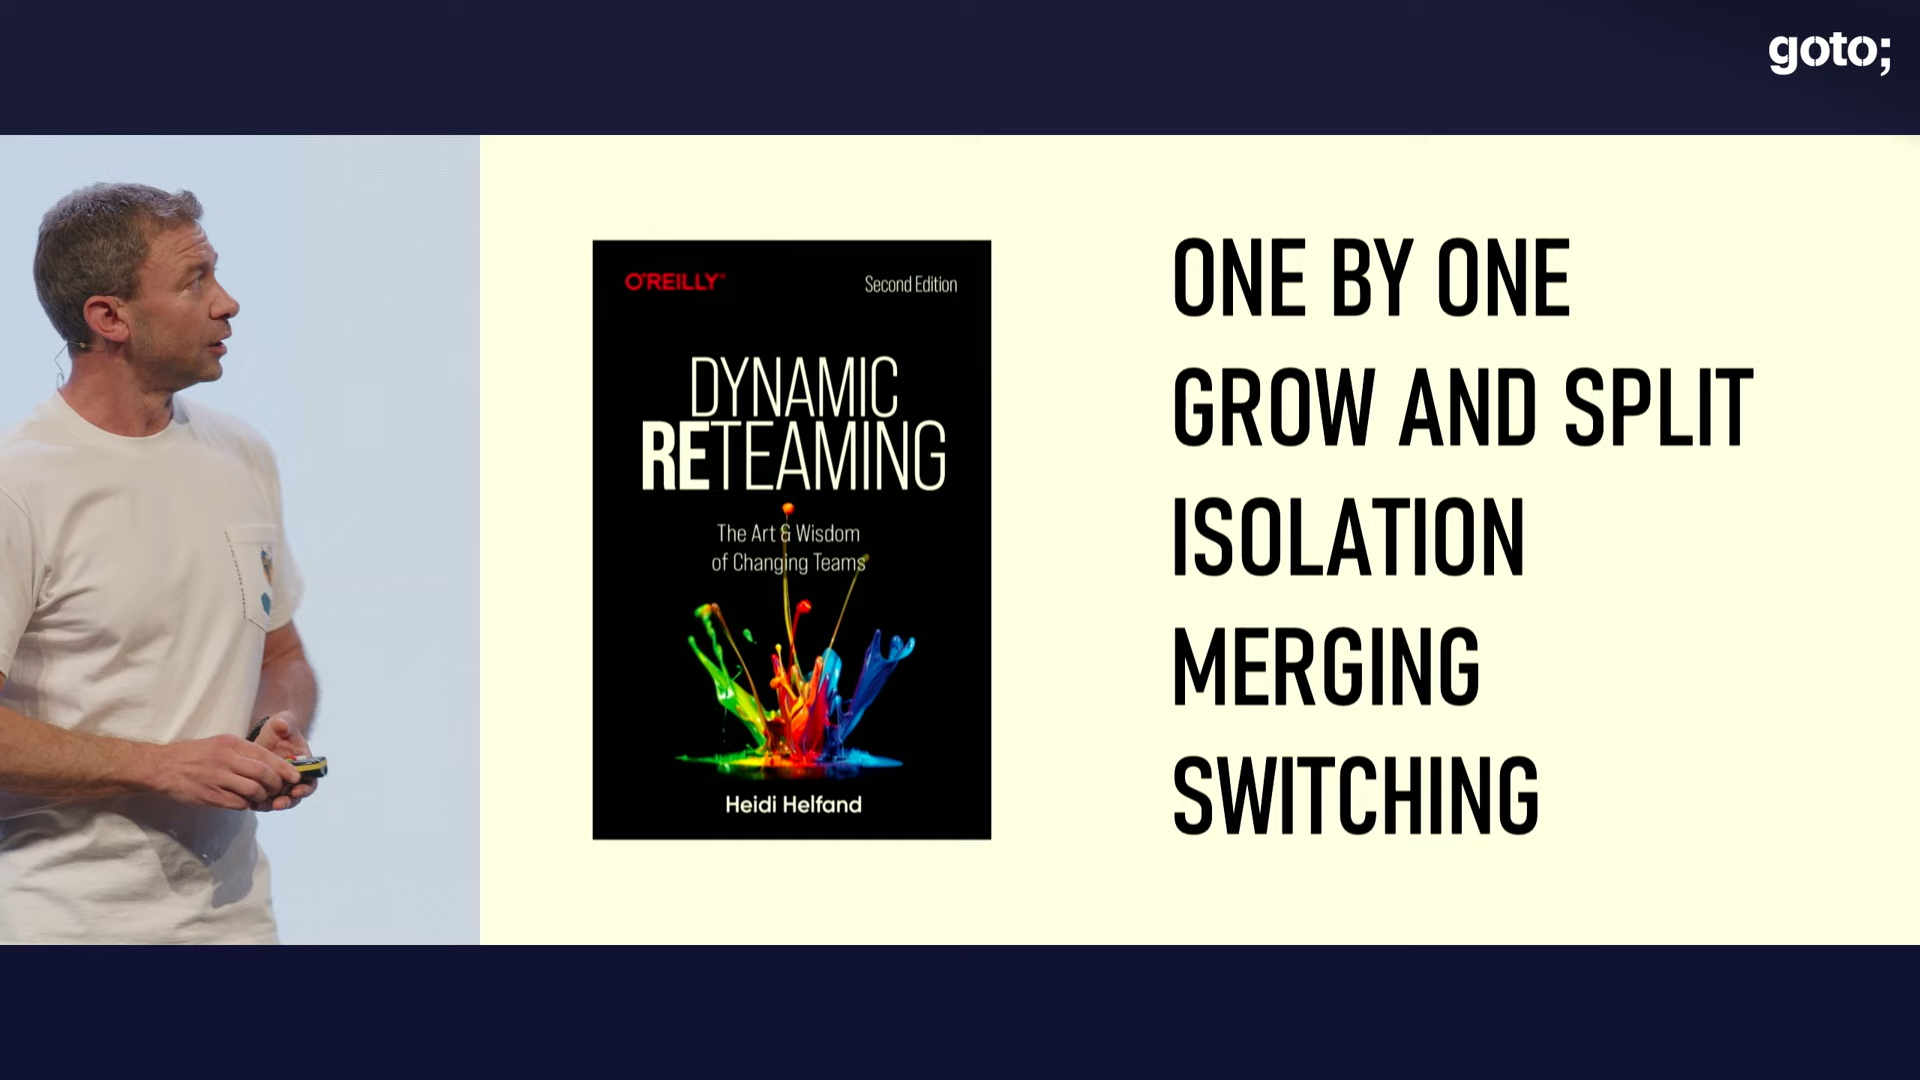 goto;
O'REILLY®
Second Edition
DYNAMIC
RETEAMING
The Art & Wisdom
of Changing Teams
Heidi Helfand
ONE BY ONE
GROW AND SPLIT
ISOLATION
MERGING
SWITCHING